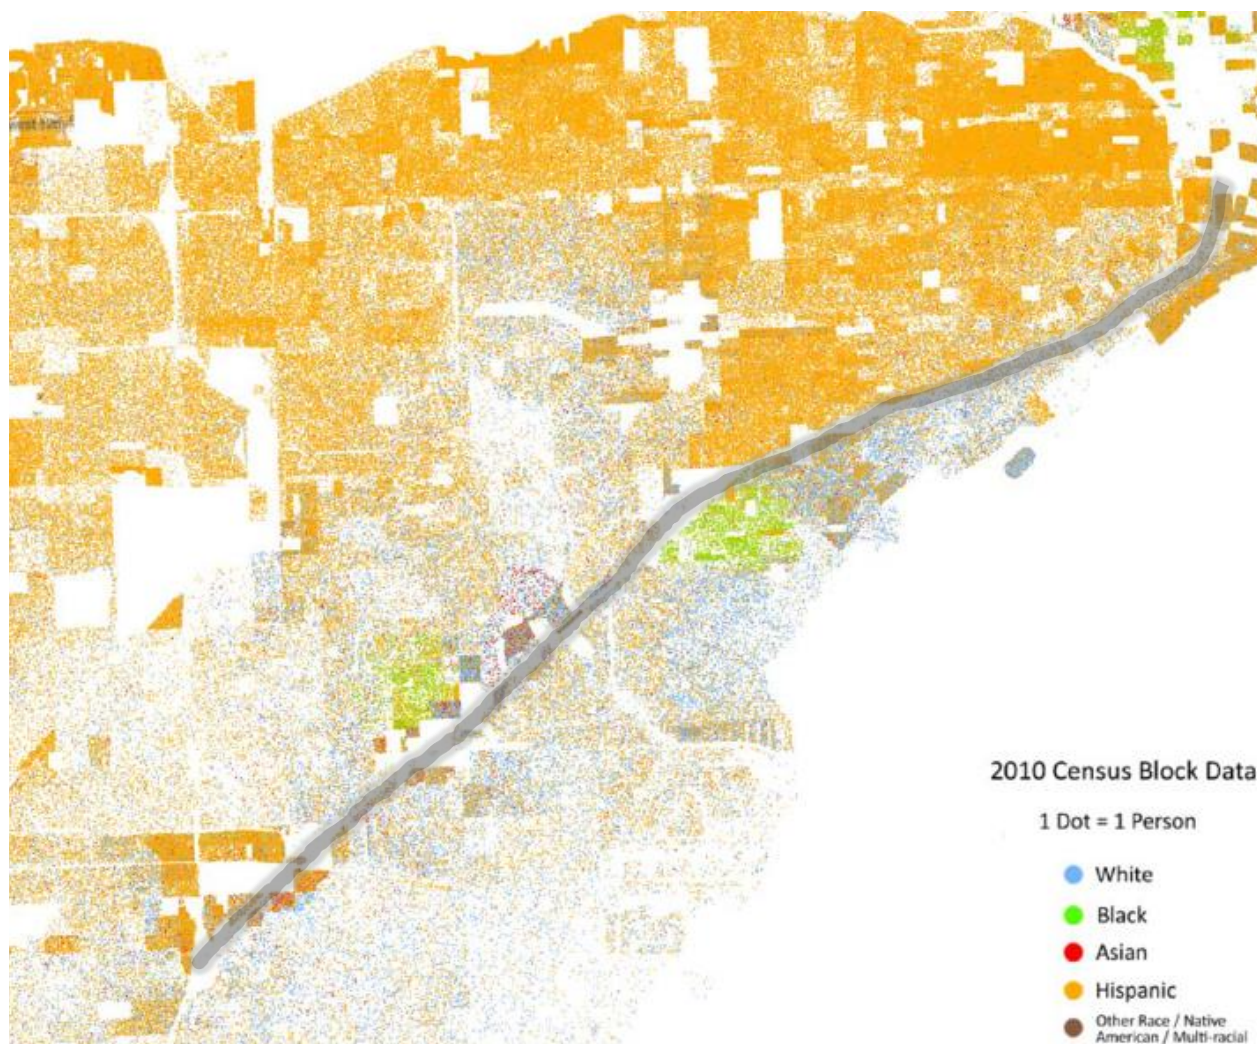 2010 Census Block Data
1 Dot = 1 Person
White
Black
Asian
Hispanic
Other Race / Native
American / Multi-racial